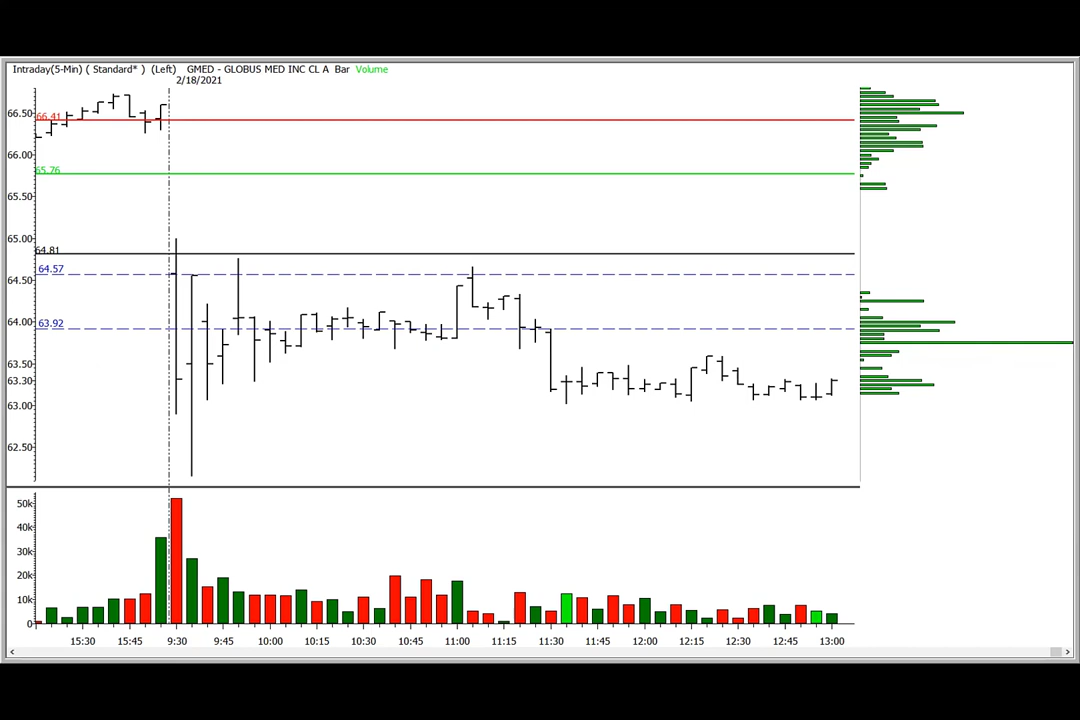 Intraday(5-Min) ( Standard* ) (Left) GMED - GLOBUS MED INC CL A Bar Volume
2/18/2021
66.50
66.41
66.00
65.76
65.50
65.00
64.81
64.57
64.50
64.00
63.92
63.50
63.30
63.00
62.50
50k
40k
30k
20k
10k
0
15:30 15:45 9:30 9:45 10:00 10:15 10:30 10:45 11:00 11:15 11:30 11:45 12:00 12:15 12:30 12:45 13:00